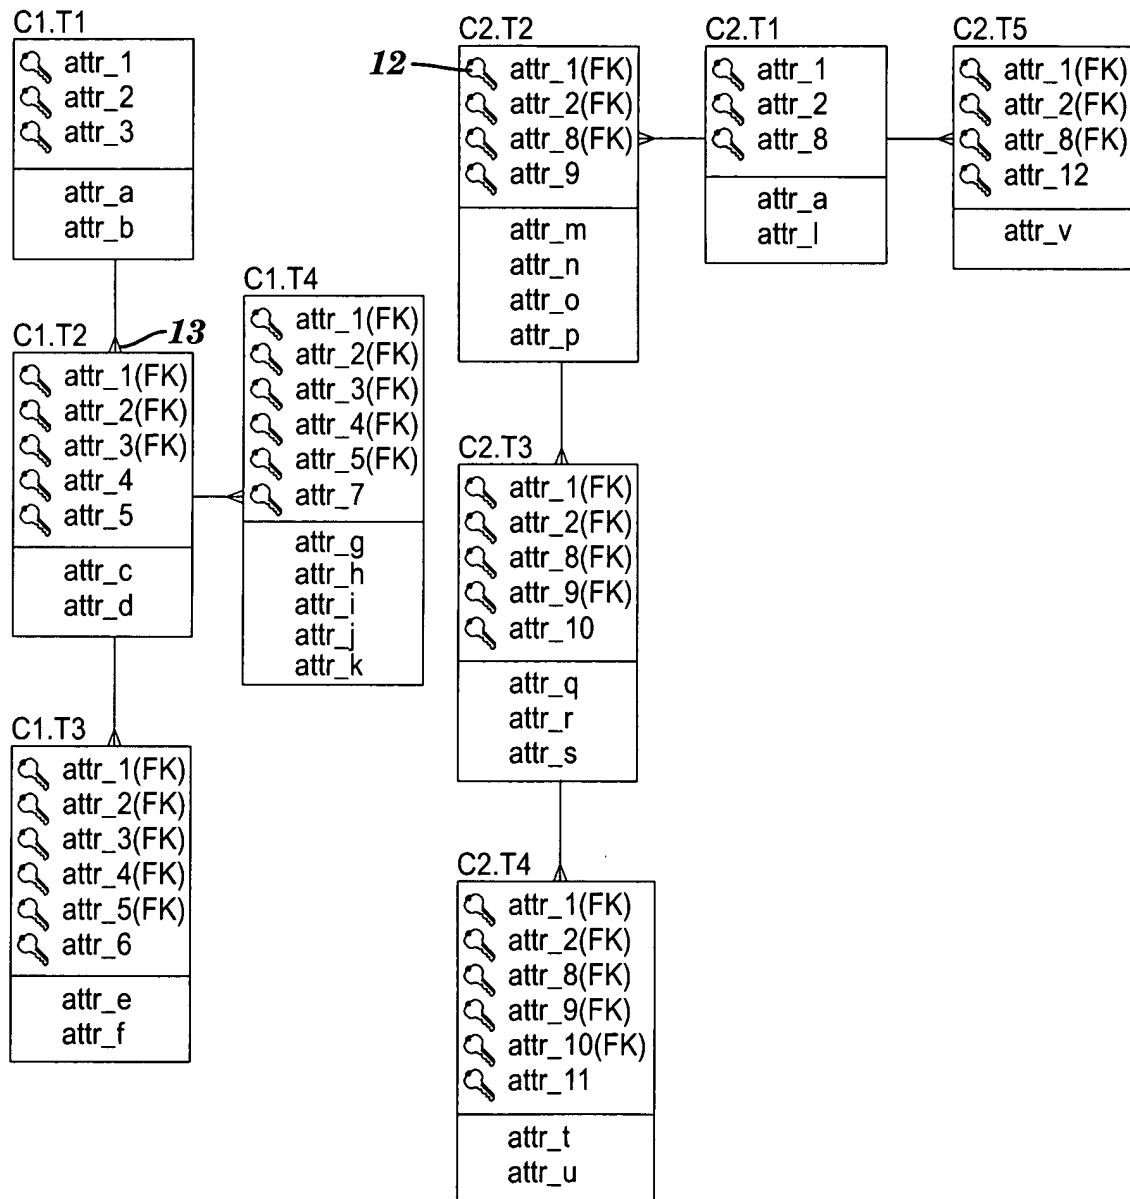 C1.T1
attr_1
attr_2
attr_3
attr_a
attr_b
C1.T2
13
attr_1(FK)
attr_2(FK)
attr_3(FK)
attr_4
attr_5
attr_c
attr_d
C1.T3
attr_1(FK)
attr_2(FK)
attr_3(FK)
attr_4(FK)
attr_5(FK)
attr_6
attr_e
attr_f
C1.T4
attr_1(FK)
attr_2(FK)
attr_3(FK)
attr_4(FK)
attr_5(FK)
attr_7
attr_g
attr_h
attr_i
attr_j
attr_k
C2.T2
12
attr_1(FK)
attr_2(FK)
attr_8(FK)
attr_9
attr_m
attr_n
attr_o
attr_p
C2.T3
attr_1(FK)
attr_2(FK)
attr_8(FK)
attr_9(FK)
attr_10
attr_q
attr_r
attr_s
C2.T4
attr_1(FK)
attr_2(FK)
attr_8(FK)
attr_9(FK)
attr_10(FK)
attr_11
attr_t
attr_u
C2.T1
attr_1
attr_2
attr_8
attr_a
attr_l
C2.T5
attr_1(FK)
attr_2(FK)
attr_8(FK)
attr_12
attr_v